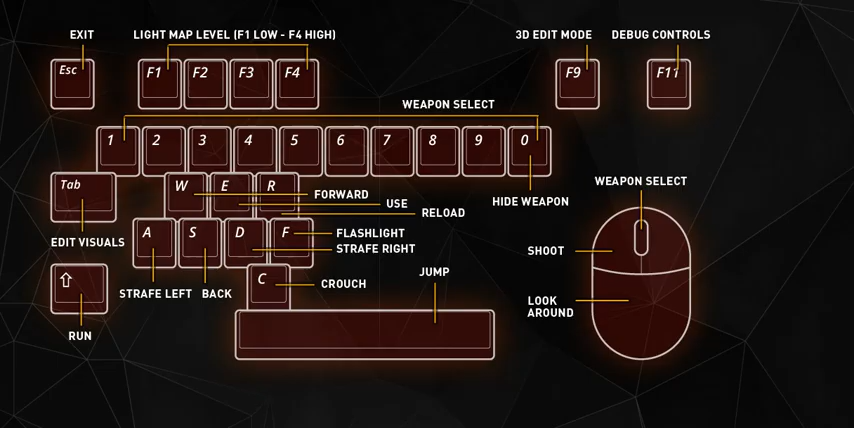 EXIT
LIGHT MAP LEVEL (F1 LOW - F4 HIGH)
3D EDIT MODE
DEBUG CONTROLS
Esc
F1
F2
F3
F4
F9
F11
WEAPON SELECT
1
2
3
4
5
6
7
8
9
0
Tab
W
E
R
FORWARD
USE
RELOAD
HIDE WEAPON
WEAPON SELECT
EDIT VISUALS
A
S
D
F
FLASHLIGHT
STRAFE RIGHT
SHOOT
STRAFE LEFT
BACK
C
CROUCH
JUMP
LOOK
AROUND
RUN